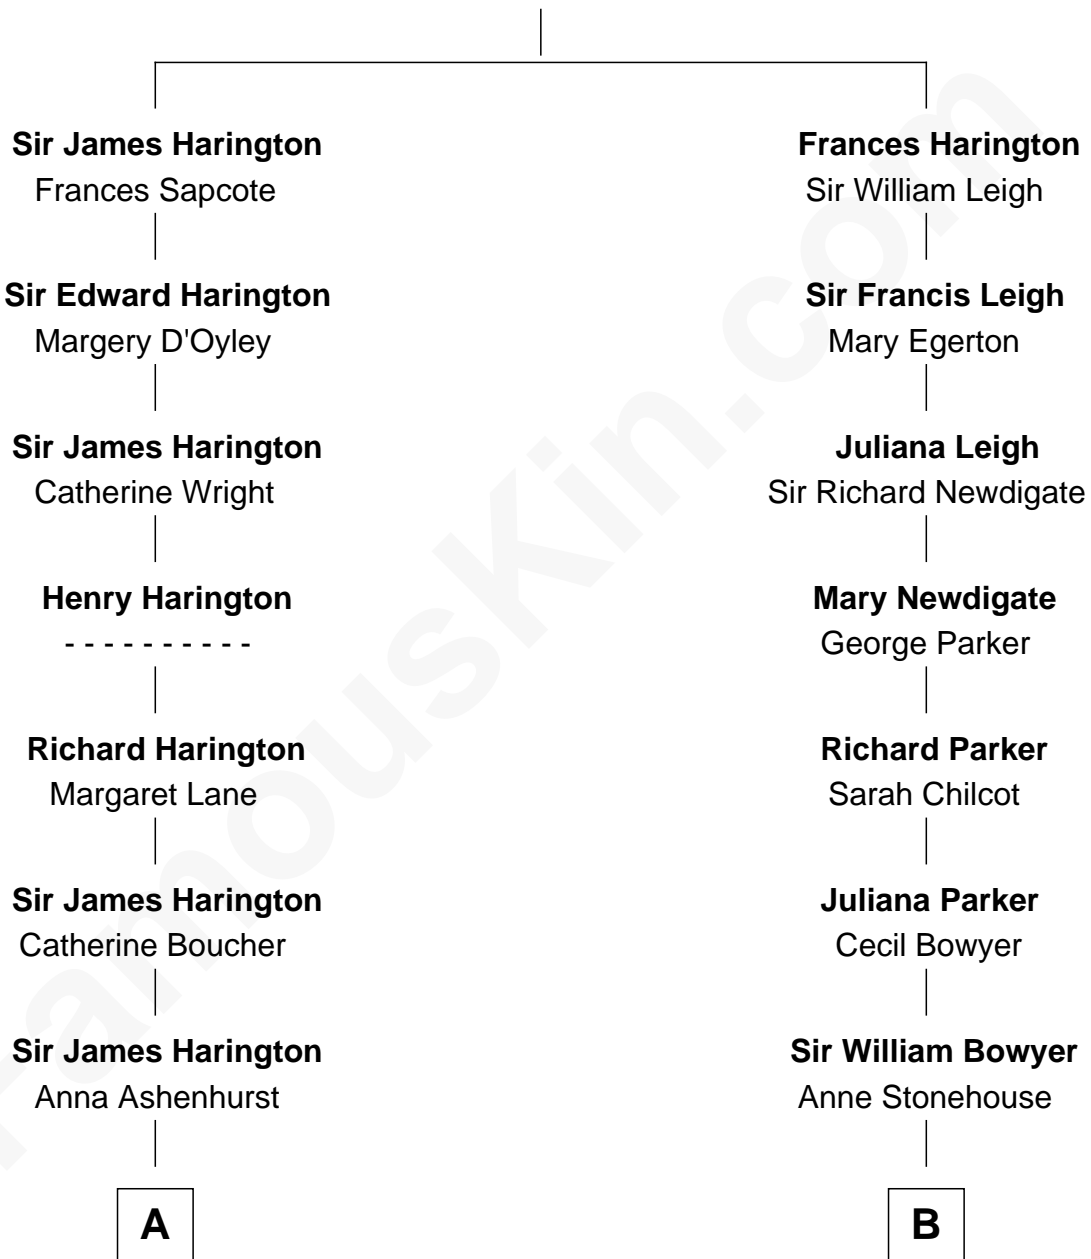 Sir James Harington
Frances Sapcote
Sir Edward Harington
Margery D'Oyley
Sir James Harington
Catherine Wright
Henry Harington
- - - - - - - - - -
Richard Harington
Margaret Lane
Sir James Harington
Catherine Boucher
Sir James Harington
Anna Ashenhurst
A
Frances Harington
Sir William Leigh
Sir Francis Leigh
Mary Egerton
Juliana Leigh
Sir Richard Newdigate
Mary Newdigate
George Parker
Richard Parker
Sarah Chilcot
Juliana Parker
Cecil Bowyer
Sir William Bowyer
Anne Stonehouse
B
FamousKin.com